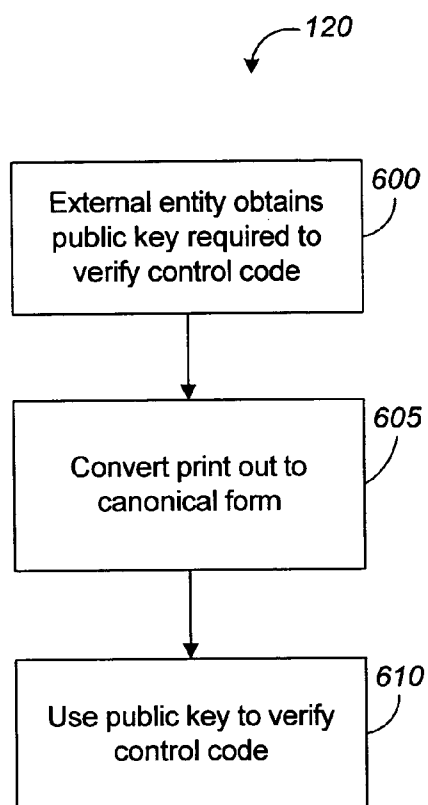 120
600
External entity obtains
public key required to
verify control code
605
Convert print out to
canonical form
610
Use public key to verify
control code